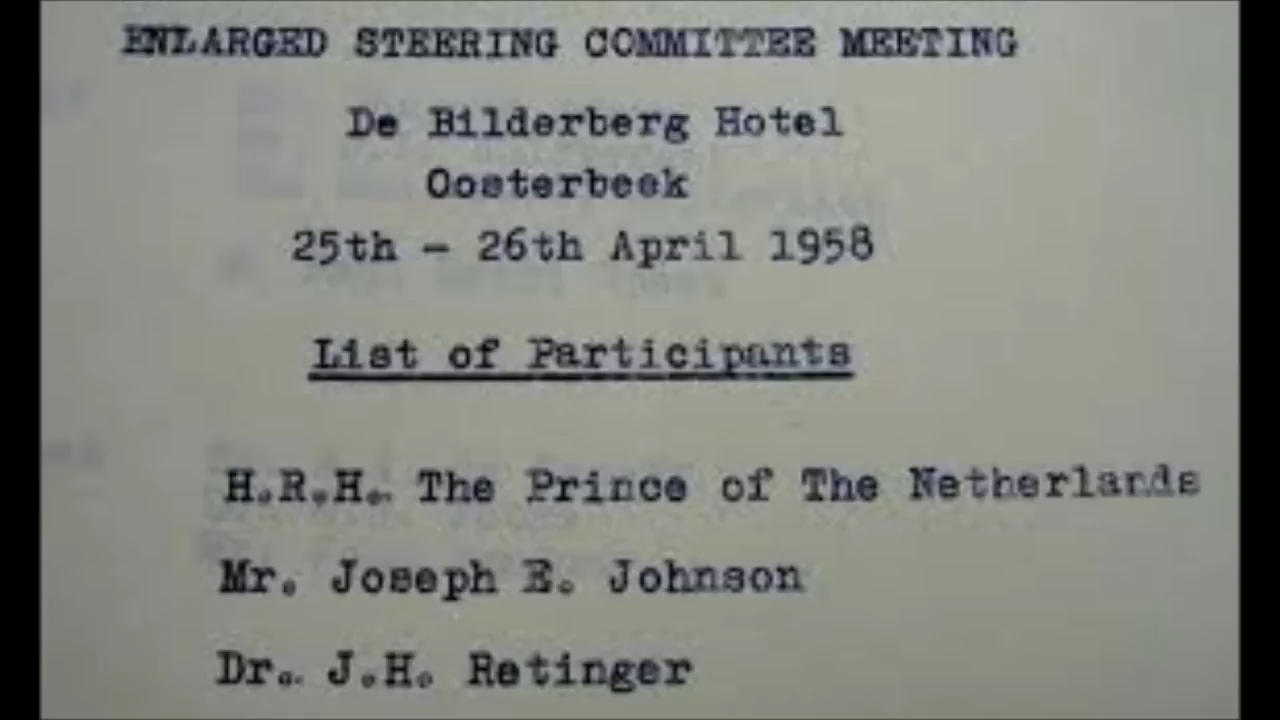 ENLARGED STEERING COMMITTEE MEETING
De Bilderberg Hotel
Oosterbeek
25th - 26th April 1958
List of Participants
H.R.H. The Prince of The Netherlands
Mr. Joseph E. Johnson
Dr. J.H. Retinger